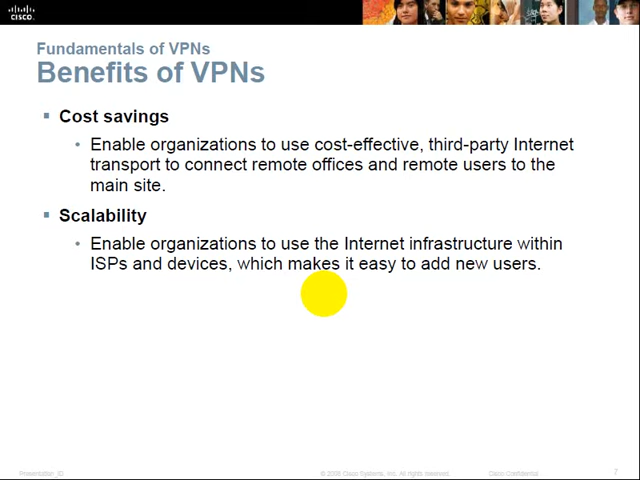 CISCO
Fundamentals of VPNs
Benefits of VPNs
Cost savings
Enable organizations to use cost-effective, third-party Internet
transport to connect remote offices and remote users to the
main site.
Scalability
Enable organizations to use the Internet infrastructure within
ISPs and devices, which makes it easy to add new users.
Presentation_ID © 2008 Cisco Systems, Inc. All rights reserved. Cisco Confidential 7